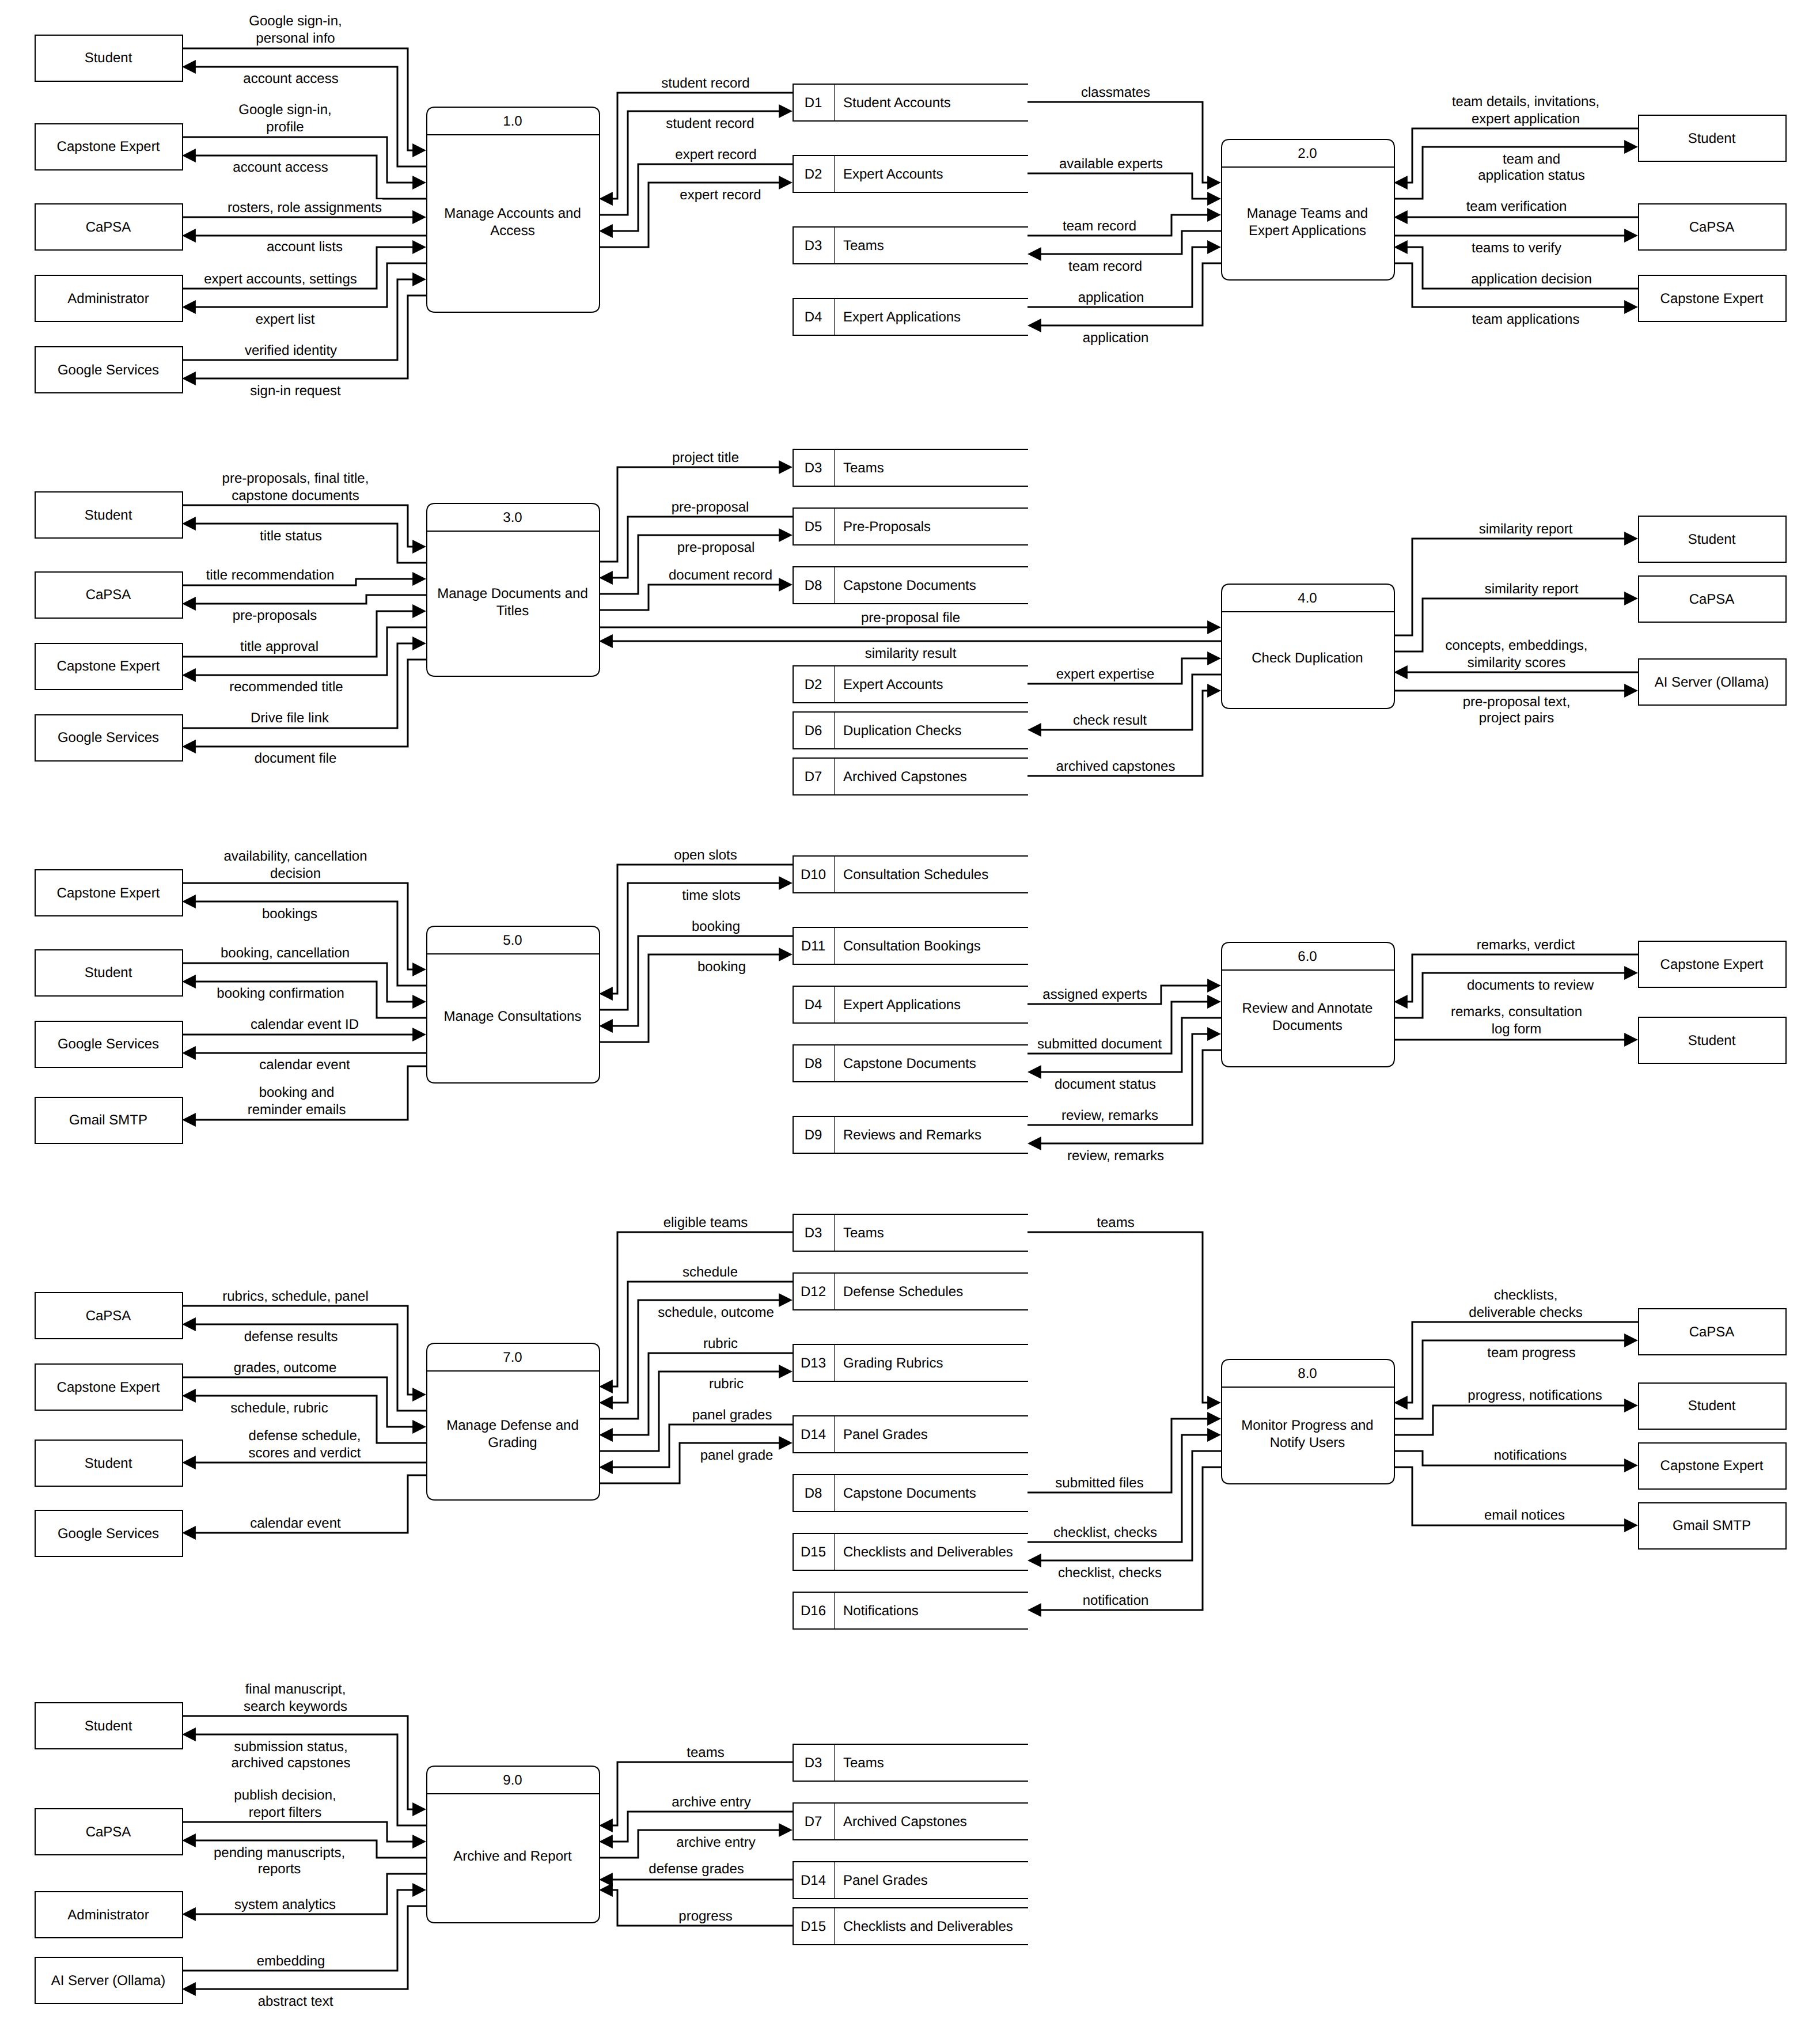 Google sign-in,
personal info
Student
account access
Google sign-in,
profile
Capstone Expert
account access
rosters, role assignments
CaPSA
account lists
expert accounts, settings
Administrator
expert list
verified identity
Google Services
sign-in request
1.0
Manage Accounts and
Access
student record
D1
Student Accounts
student record
expert record
D2
Expert Accounts
expert record
D3
Teams
D4
Expert Applications
classmates
available experts
team record
team record
application
application
2.0
Manage Teams and
Expert Applications
team details, invitations,
expert application
Student
team and
application status
team verification
CaPSA
teams to verify
application decision
Capstone Expert
team applications
pre-proposals, final title,
capstone documents
Student
title status
title recommendation
CaPSA
pre-proposals
title approval
Capstone Expert
recommended title
Drive file link
Google Services
document file
3.0
Manage Documents and
Titles
project title
D3
Teams
pre-proposal
D5
Pre-Proposals
pre-proposal
document record
D8
Capstone Documents
pre-proposal file
similarity result
D2
Expert Accounts
expert expertise
D6
Duplication Checks
check result
D7
Archived Capstones
archived capstones
4.0
Check Duplication
similarity report
Student
similarity report
CaPSA
concepts, embeddings,
similarity scores
AI Server (Ollama)
pre-proposal text,
project pairs
availability, cancellation
decision
Capstone Expert
bookings
booking, cancellation
Student
booking confirmation
calendar event ID
Google Services
calendar event
booking and
reminder emails
Gmail SMTP
5.0
Manage Consultations
open slots
D10
Consultation Schedules
time slots
booking
D11
Consultation Bookings
booking
D4
Expert Applications
assigned experts
D8
Capstone Documents
submitted document
document status
D9
Reviews and Remarks
review, remarks
review, remarks
6.0
Review and Annotate
Documents
remarks, verdict
Capstone Expert
documents to review
remarks, consultation
log form
Student
rubrics, schedule, panel
CaPSA
defense results
grades, outcome
Capstone Expert
schedule, rubric
defense schedule,
scores and verdict
Student
calendar event
Google Services
7.0
Manage Defense and
Grading
eligible teams
D3
Teams
schedule
D12
Defense Schedules
schedule, outcome
rubric
D13
Grading Rubrics
rubric
panel grades
D14
Panel Grades
panel grade
D8
Capstone Documents
D15
Checklists and Deliverables
D16
Notifications
teams
submitted files
checklist, checks
checklist, checks
notification
8.0
Monitor Progress and
Notify Users
checklists,
deliverable checks
CaPSA
team progress
progress, notifications
Student
notifications
Capstone Expert
email notices
Gmail SMTP
final manuscript,
search keywords
Student
submission status,
archived capstones
publish decision,
report filters
CaPSA
pending manuscripts,
reports
Administrator
system analytics
embedding
AI Server (Ollama)
abstract text
9.0
Archive and Report
teams
D3
Teams
archive entry
D7
Archived Capstones
archive entry
defense grades
D14
Panel Grades
progress
D15
Checklists and Deliverables